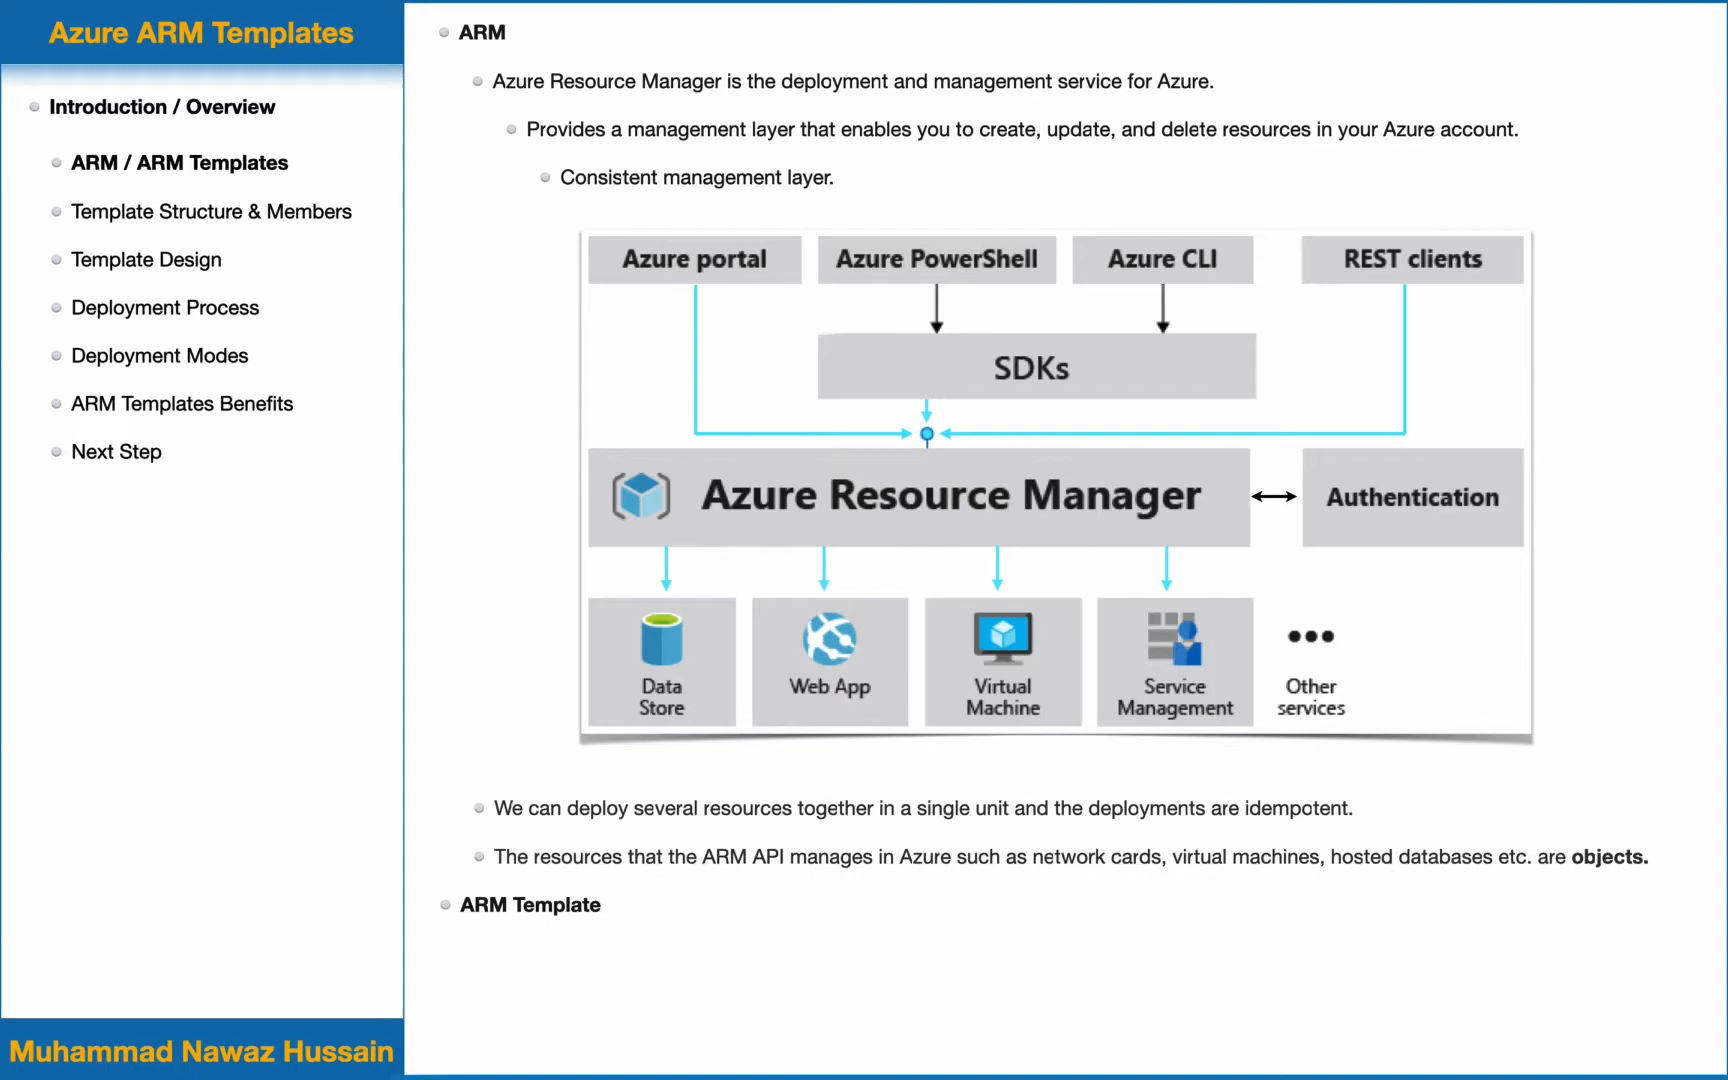 Azure ARM Templates
Introduction / Overview
ARM / ARM Templates
Template Structure & Members
Template Design
Deployment Process
Deployment Modes
ARM Templates Benefits
Next Step
Muhammad Nawaz Hussain
ARM
Azure Resource Manager is the deployment and management service for Azure.
Provides a management layer that enables you to create, update, and delete resources in your Azure account.
Consistent management layer.
Azure portal
Azure PowerShell
Azure CLI
REST clients
SDKs
Azure Resource Manager
Authentication
Data
Store
Web App
Virtual
Machine
Service
Management
Other
services
We can deploy several resources together in a single unit and the deployments are idempotent.
The resources that the ARM API manages in Azure such as network cards, virtual machines, hosted databases etc. are objects.
ARM Template